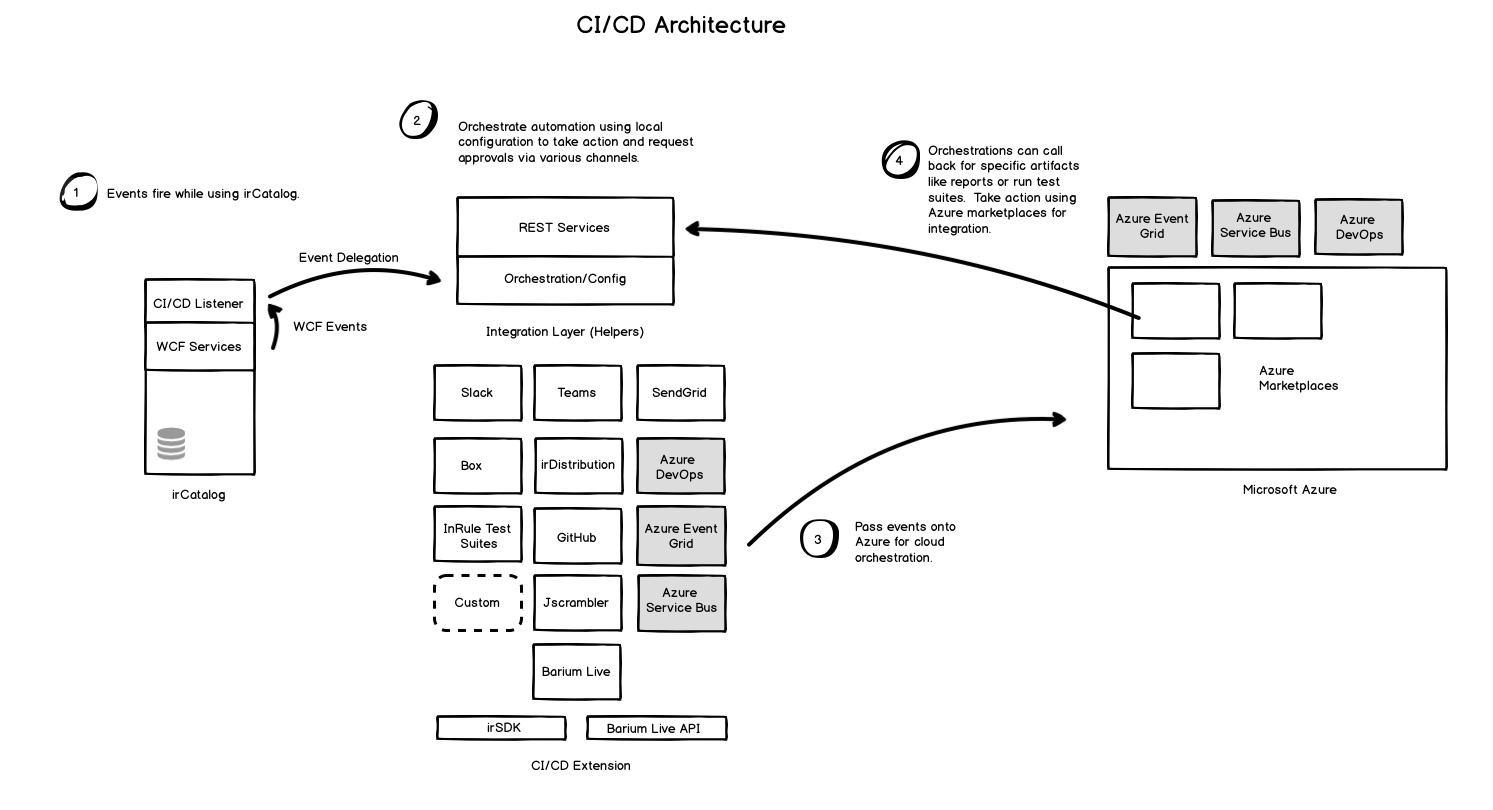 CI/CD Architecture
1
Events fire while using irCatalog.
CI/CD Listener
WCF Services
irCatalog
Event Delegation
WCF Events
2
Orchestrate automation using local
configuration to take action and request
approvals via various channels.
REST Services
Orchestration/Config
Integration Layer (Helpers)
Slack
Teams
SendGrid
Box
irDistribution
Azure
DevOps
InRule Test
Suites
GitHub
Azure Event
Grid
Custom
Jscrambler
Azure
Service Bus
Barium Live
irSDK
Barium Live API
CI/CD Extension
3
Pass events onto
Azure for cloud
orchestration.
4
Orchestrations can call
back for specific artifacts
like reports or run test
suites. Take action using
Azure marketplaces for
integration.
Azure Event
Grid
Azure
Service Bus
Azure
DevOps
Azure
Marketplaces
Microsoft Azure